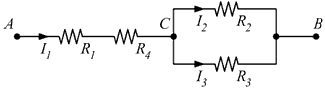 A C I₂ R₂ B
I₁ R₁ R₄
I₃ R₃